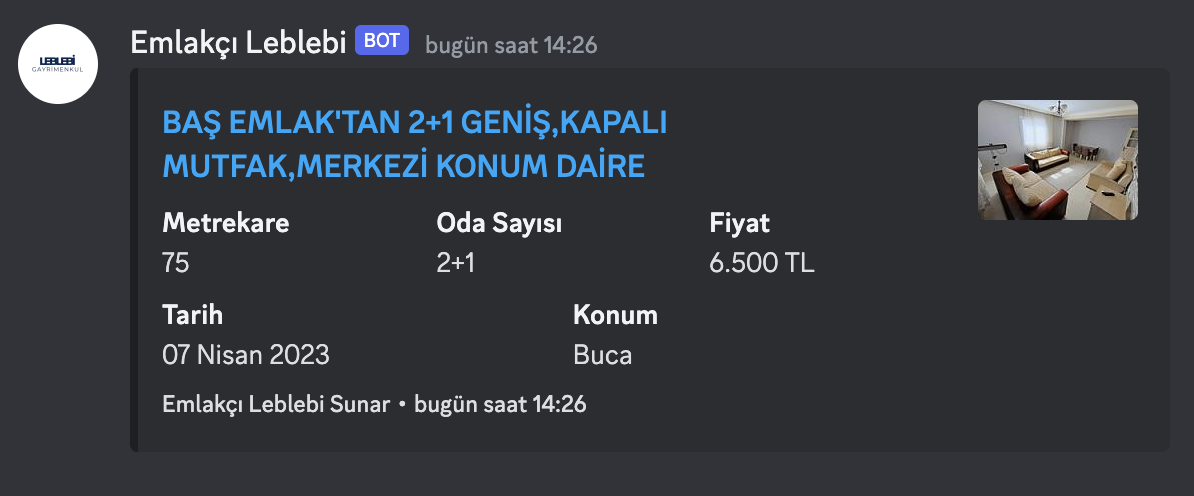 LEBLEBİ
GAYRİMENKUL
Emlakçı Leblebi BOT bugün saat 14:26
BAŞ EMLAK'TAN 2+1 GENİŞ,KAPALI
MUTFAK,MERKEZİ KONUM DAİRE
Metrekare Oda Sayısı Fiyat
75 2+1 6.500 TL
Tarih Konum
07 Nisan 2023 Buca
Emlakçı Leblebi Sunar • bugün saat 14:26